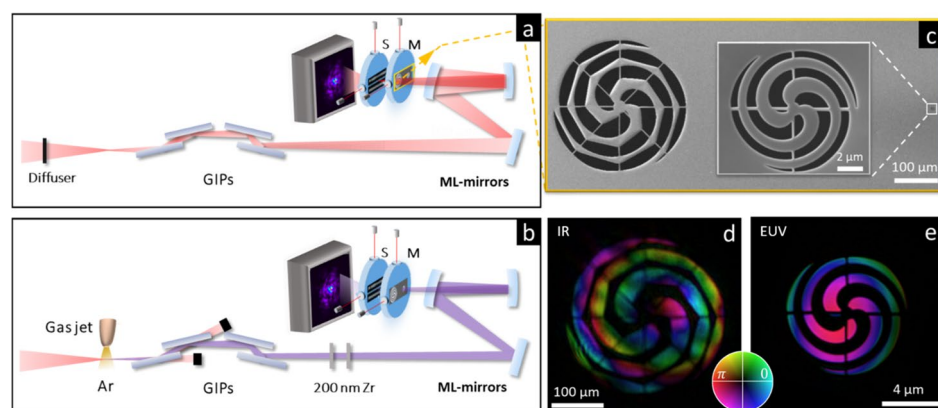 a
S M
Diffuser
GIPs
ML-mirrors
c
2 μm
100 μm
b
S M
Gas jet
Ar
GIPs
200 nm Zr
ML-mirrors
IR
d
100 μm
π 0
EUV
e
4 μm